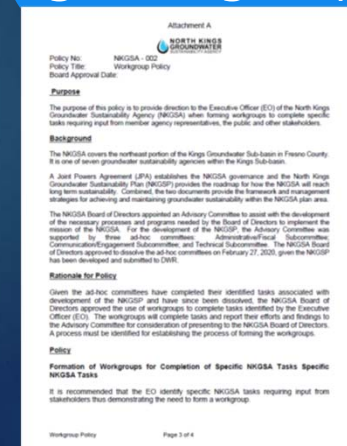 Attachment A
NORTH KINGS
GROUNDWATER
SUSTAINABILITY AGENCY
Policy No: NKGSA - 002
Policy Title: Workgroup Policy
Board Approval Date:
Purpose
The purpose of this policy is to provide direction to the Executive Officer (EO) of the North Kings
Groundwater Sustainability Agency (NKGSA) when forming workgroups to complete specific
tasks requiring input from member agency representatives, the public and other stakeholders.
Background
The NKGSA covers the northeast portion of the Kings Groundwater Sub-basin in Fresno County.
It is one of seven groundwater sustainability agencies within the Kings Sub-basin.
A Joint Powers Agreement (JPA) establishes the NKGSA governance and the North Kings
Groundwater Sustainability Plan (NKGSP) provides the roadmap for how the NKGSA will reach
long term sustainability. Combined, the two documents provide the framework and management
strategies for achieving and maintaining groundwater sustainability within the NKGSA plan area.
The NKGSA Board of Directors appointed an Advisory Committee to assist with the development
of the necessary processes and programs needed by the Board of Directors to implement the
mission of the NKGSA. For the development of the NKGSP, the Advisory Committee was
supported by three ad-hoc committees: Administrative/Fiscal Subcommittee;
Communication/Engagement Subcommittee; and Technical Subcommittee. The NKGSA Board
of Directors approved to dissolve the ad-hoc committees on February 27, 2020, given the NKGSP
has been developed and submitted to DWR.
Rationale for Policy
Given the ad-hoc committees have completed their identified tasks associated with
development of the NKGSP and have since been dissolved, the NKGSA Board of
Directors approved the use of workgroups to complete tasks identified by the Executive
Officer (EO). The workgroups will complete tasks and report their efforts and findings to
the Advisory Committee for consideration of presenting to the NKGSA Board of Directors.
A process must be identified for establishing the process of forming the workgroups.
Policy
Formation of Workgroups for Completion of Specific NKGSA Tasks Specific
NKGSA Tasks
It is recommended that the EO identify specific NKGSA tasks requiring input from
stakeholders thus demonstrating the need to form a workgroup.
Workgroup Policy Page 3 of 4